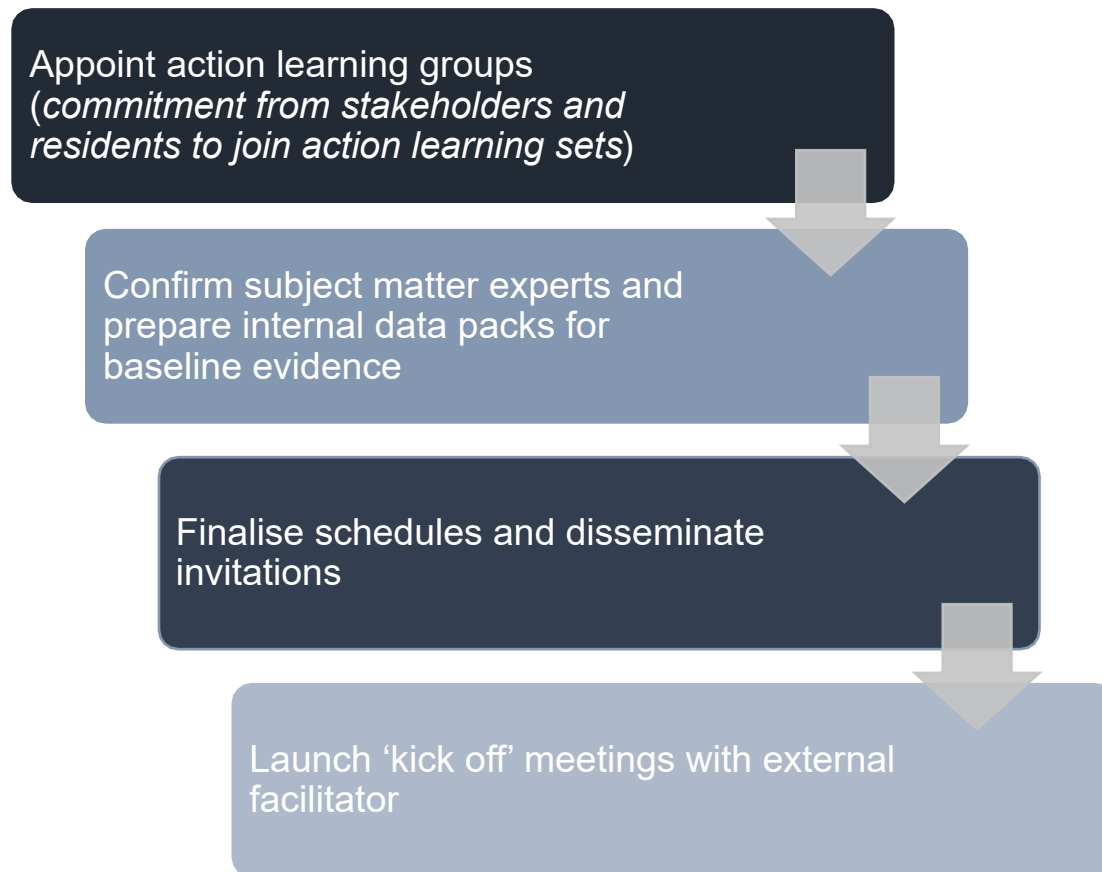 Appoint action learning groups
(commitment from stakeholders and
residents to join action learning sets)
Confirm subject matter experts and
prepare internal data packs for
baseline evidence
Finalise schedules and disseminate
invitations
Launch ‘kick off’ meetings with external
facilitator